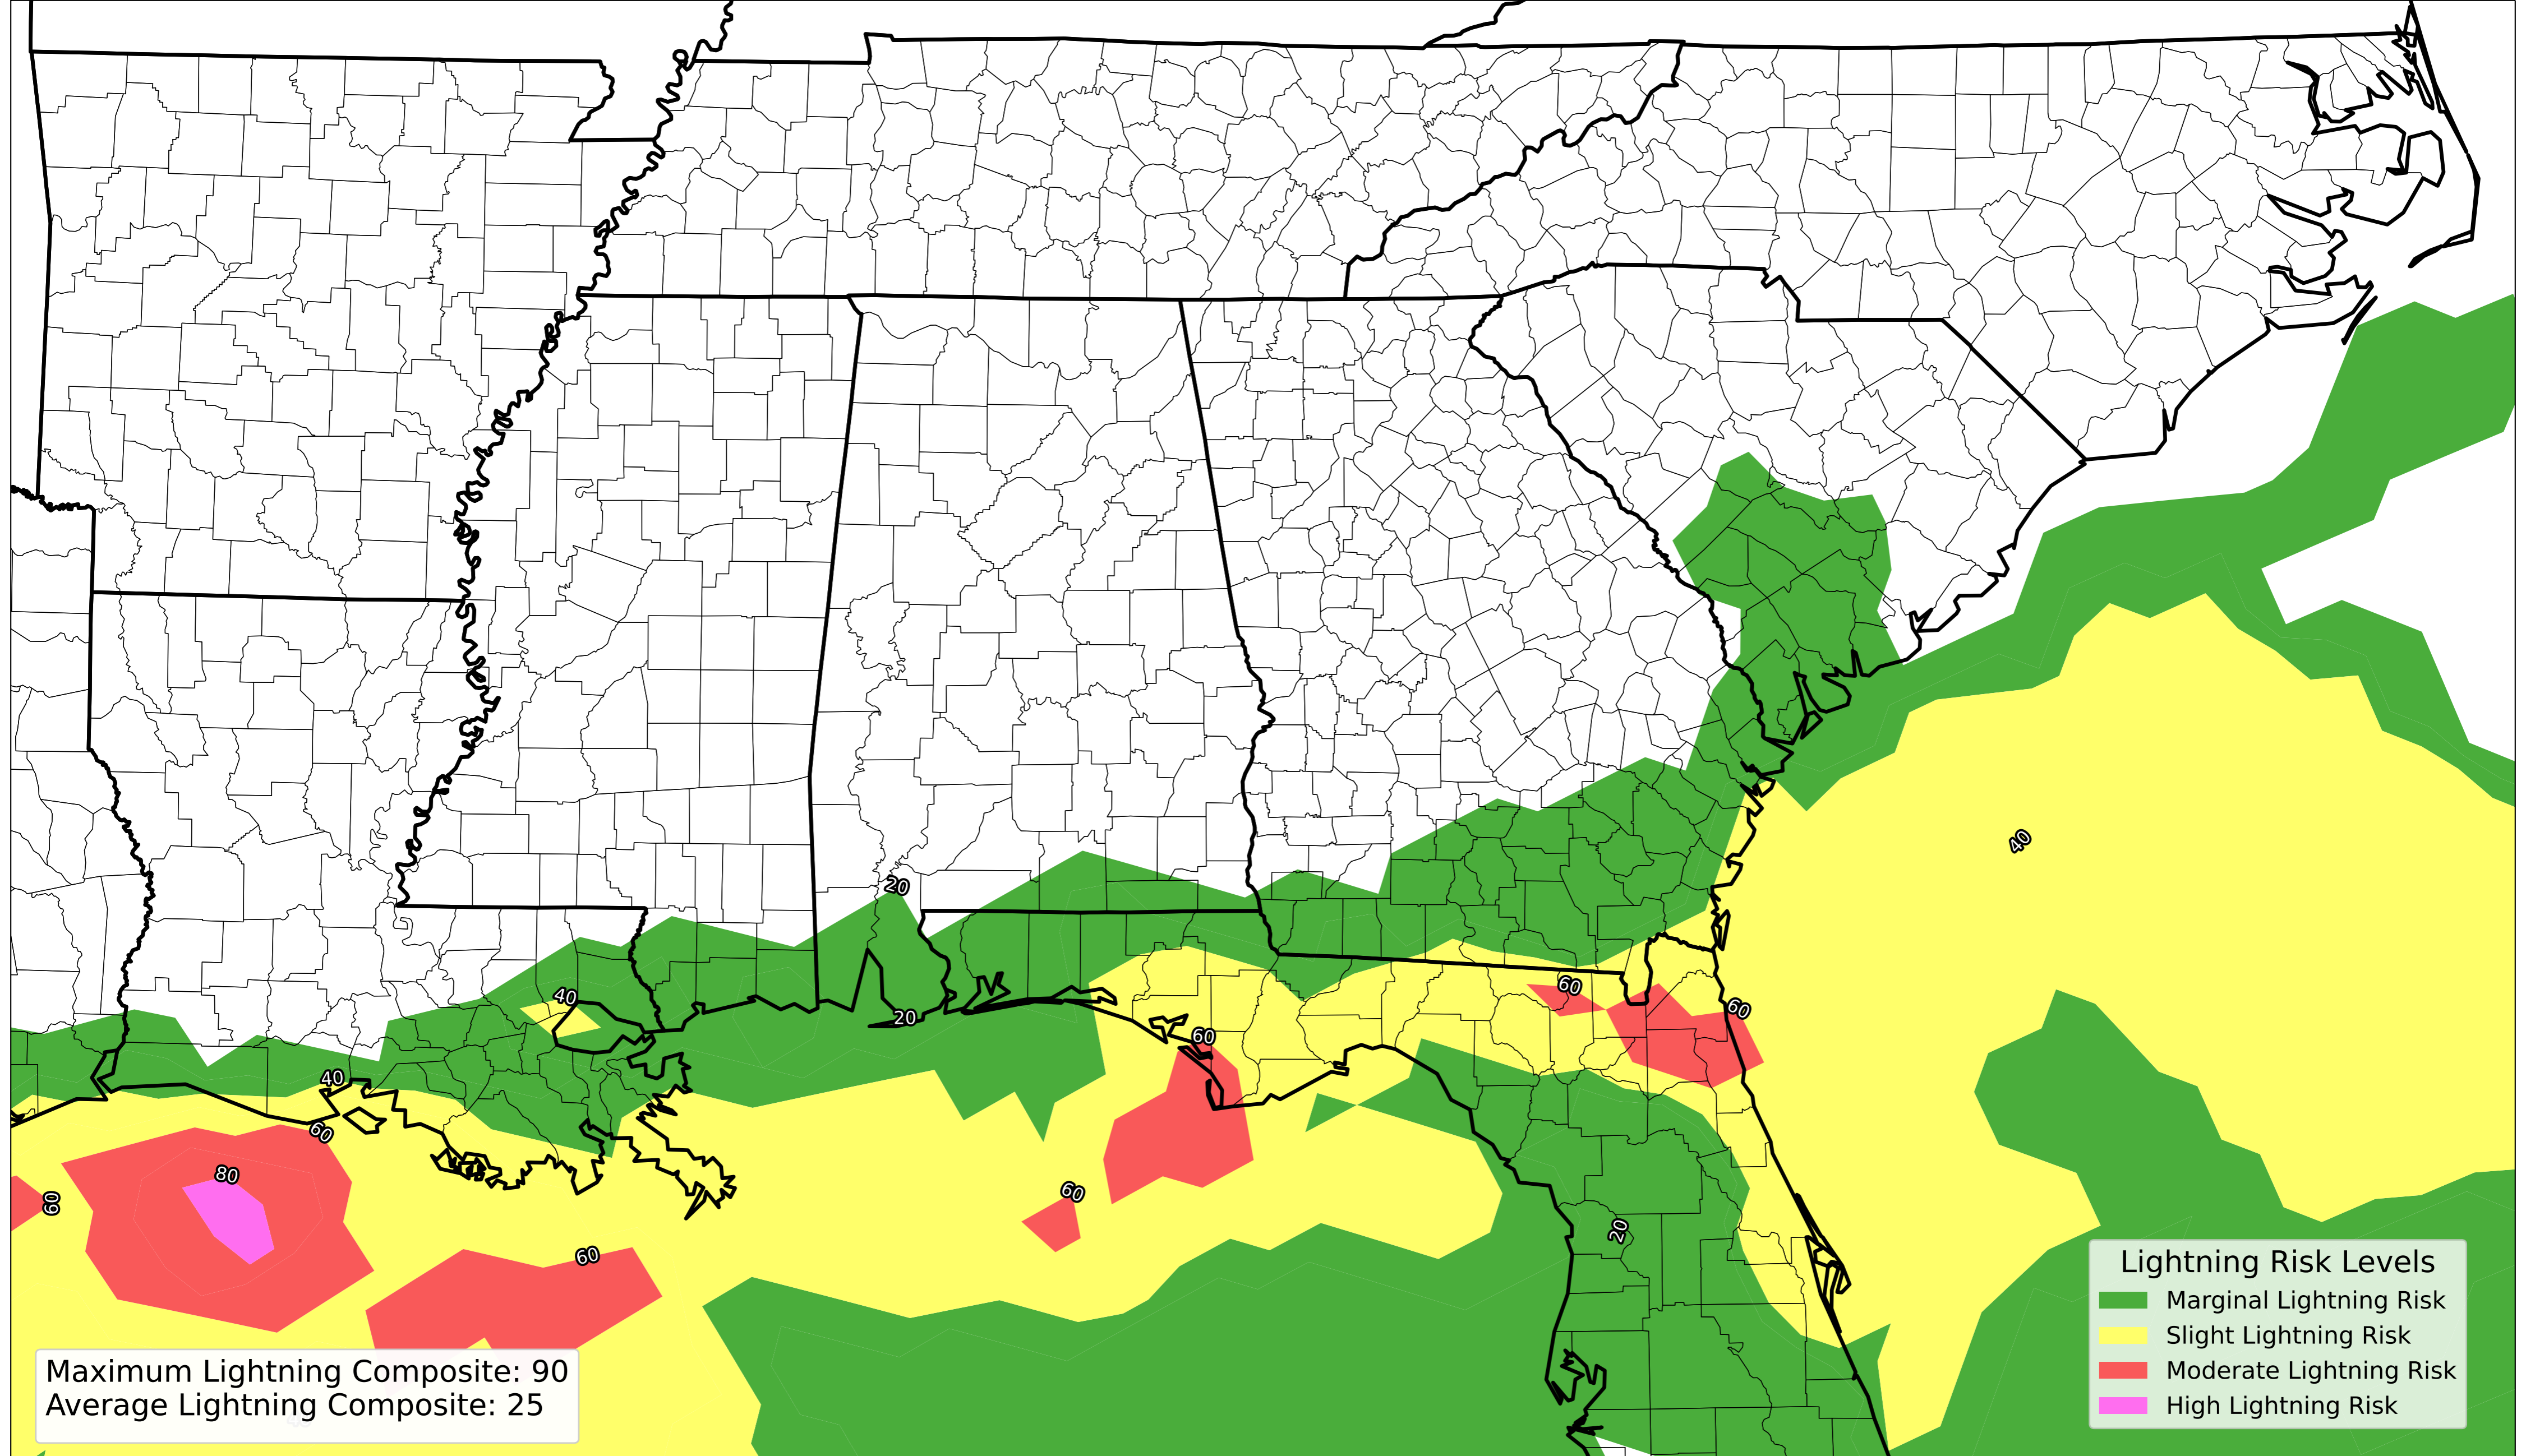 20
40
20
40
60
60
60
40
60
80
60
60
20
60
Maximum Lightning Composite: 90
Average Lightning Composite: 25
Lightning Risk Levels
Marginal Lightning Risk
Slight Lightning Risk
Moderate Lightning Risk
High Lightning Risk